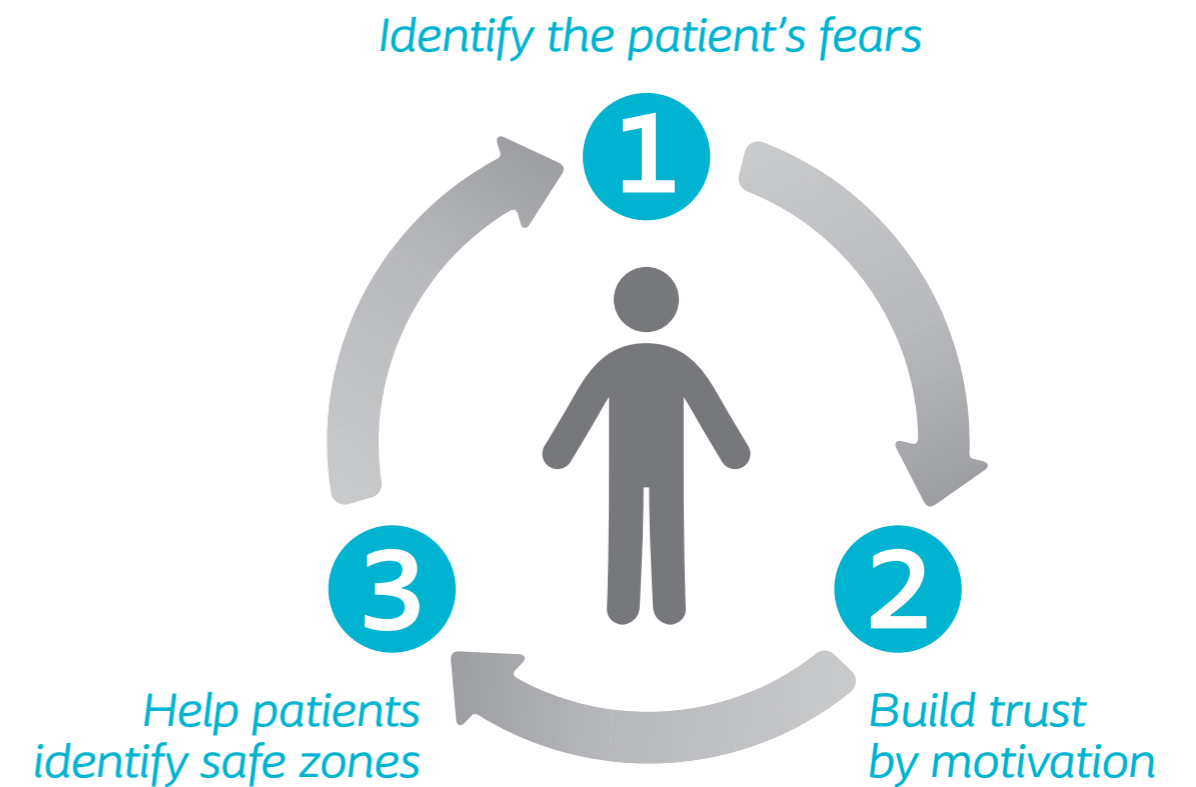 Identify the patient’s fears
1
2
Build trust
by motivation
3
Help patients
identify safe zones